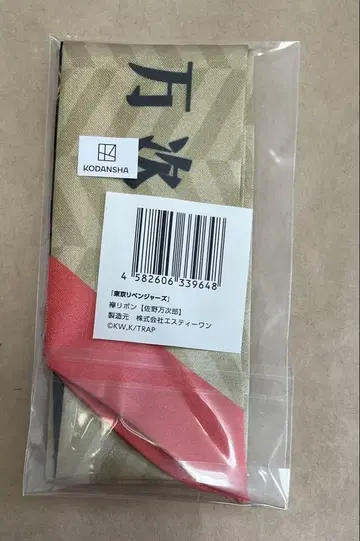 万次
KODANSHA
4 582606 339648
「東京リベンジャーズ」
襷リボン【佐野万次郎】
製造元 株式会社エスティーワン
©KW,K/TRAP